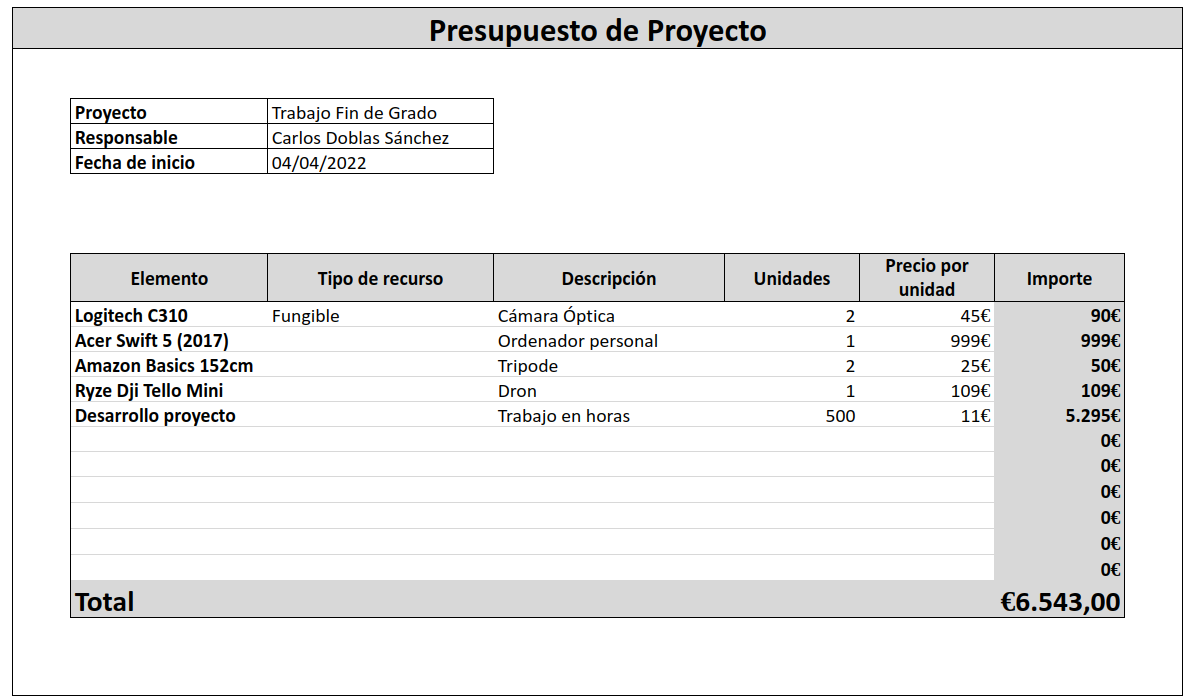 Presupuesto de Proyecto
Proyecto Trabajo Fin de Grado
Responsable Carlos Doblas Sánchez
Fecha de inicio 04/04/2022
Elemento Tipo de recurso Descripción Unidades Precio por unidad Importe
Logitech C310 Fungible Cámara Óptica 2 45€ 90€
Acer Swift 5 (2017) Ordenador personal 1 999€ 999€
Amazon Basics 152cm Tripode 2 25€ 50€
Ryze Dji Tello Mini Dron 1 109€ 109€
Desarrollo proyecto Trabajo en horas 500 11€ 5.295€
0€
0€
0€
0€
0€
0€
Total €6.543,00